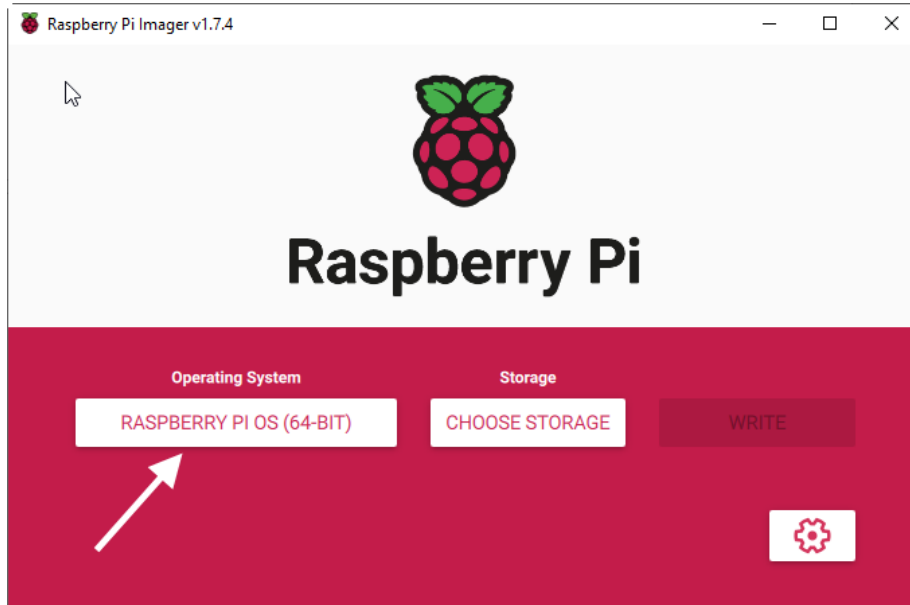 Raspberry Pi Imager v1.7.4
Raspberry Pi
Operating System
Storage
RASPBERRY PI OS (64-BIT)
CHOOSE STORAGE
WRITE